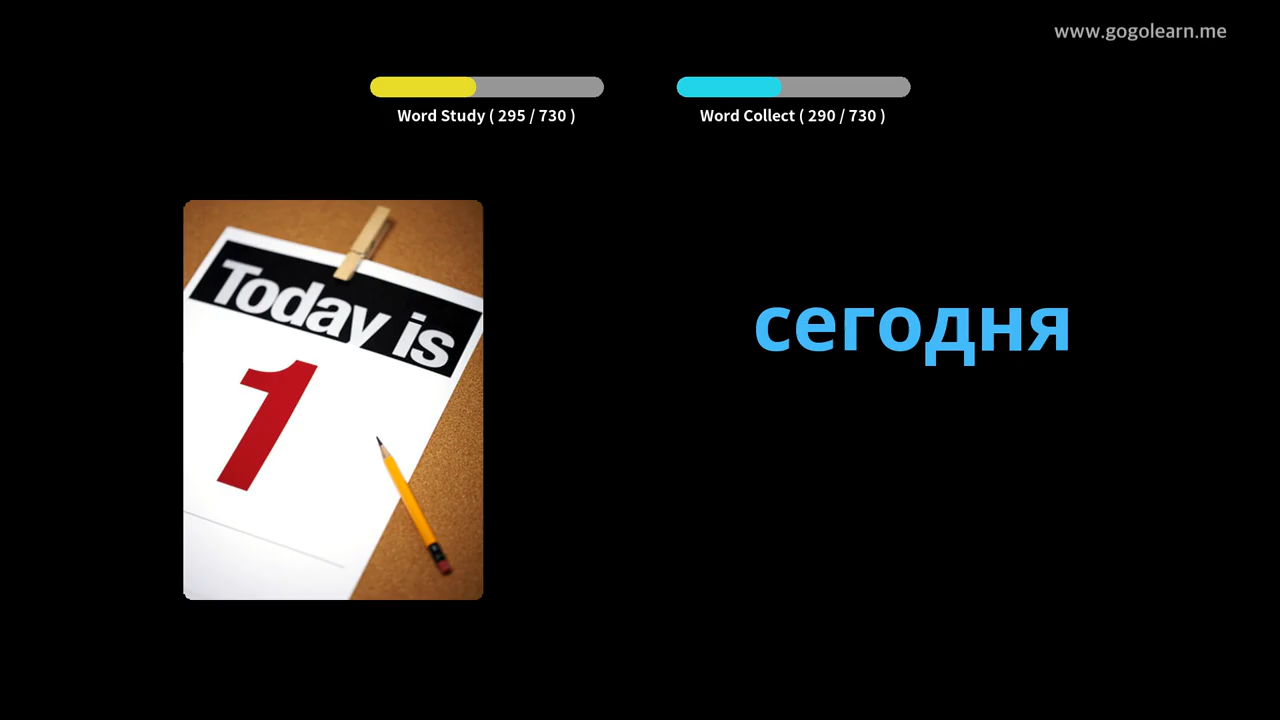 www.gogolearn.me
Word Study ( 295 / 730 )
Word Collect ( 290 / 730 )
Today is
1
сегодня